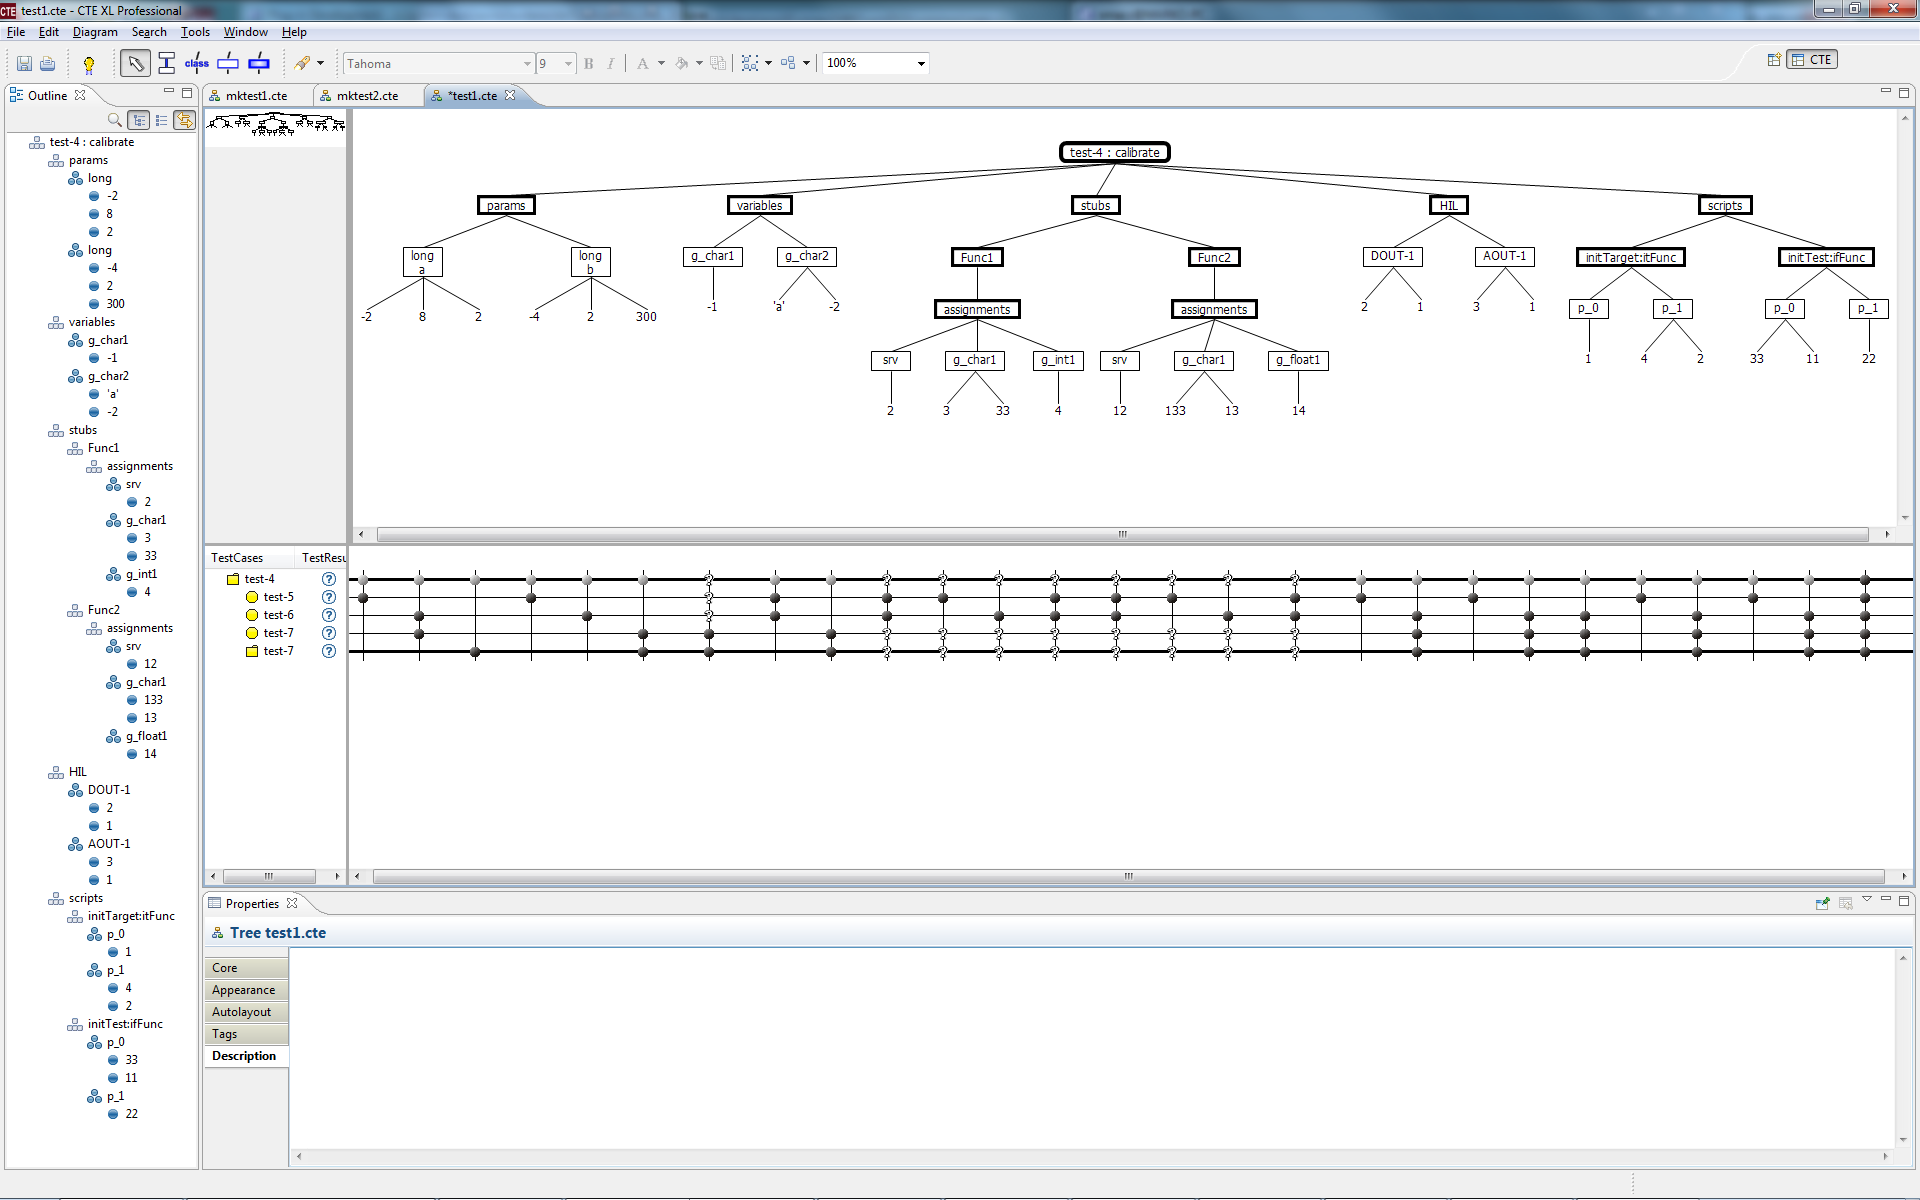 CTE test1.cte - CTE XL Professional
File Edit Diagram Search Tools Window Help
class Tahoma 9 B I A 100% CTE
Outline
mktest1.cte mktest2.cte *test1.cte
test-4 : calibrate
params
long
-2
8
2
long
-4
2
300
variables
g_char1
-1
g_char2
'a'
-2
stubs
Func1
assignments
srv
2
g_char1
3
33
g_int1
4
Func2
assignments
srv
12
g_char1
133
13
g_float1
14
HIL
DOUT-1
2
1
AOUT-1
3
1
scripts
initTarget:itFunc
p_0
1
p_1
4
2
initTest:ifFunc
p_0
33
11
p_1
22
test-4 : calibrate
params variables stubs HIL scripts
long a long b g_char1 g_char2 Func1 Func2 DOUT-1 AOUT-1 initTarget:itFunc initTest:ifFunc
-2 8 2 -4 2 300 -1 'a' -2 assignments assignments 2 1 3 1 p_0 p_1 p_0 p_1
srv g_char1 g_int1 srv g_char1 g_float1 1 4 2 33 11 22
2 3 33 4 12 133 13 14
TestCases TestResu
test-4
test-5
test-6
test-7
test-7
Properties
Tree test1.cte
Core
Appearance
Autolayout
Tags
Description